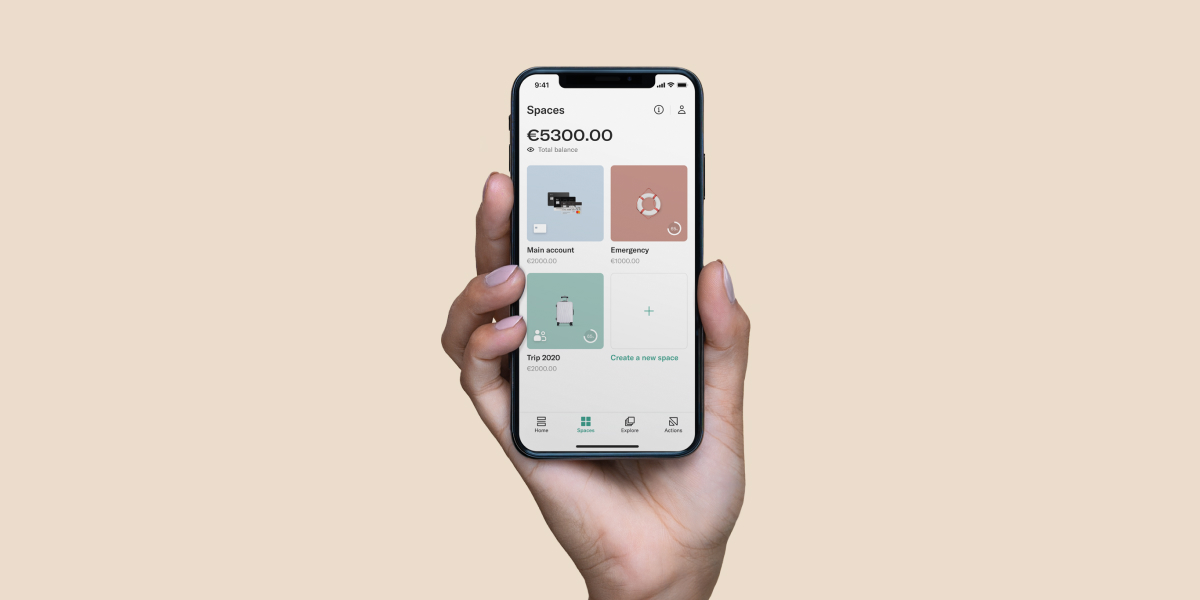 9:41
Spaces
€5300.00
Total balance
Main account
€2000.00
Emergency
€1000.00
Trip 2020
€2000.00
Create a new space
Home
Spaces
Explore
Actions